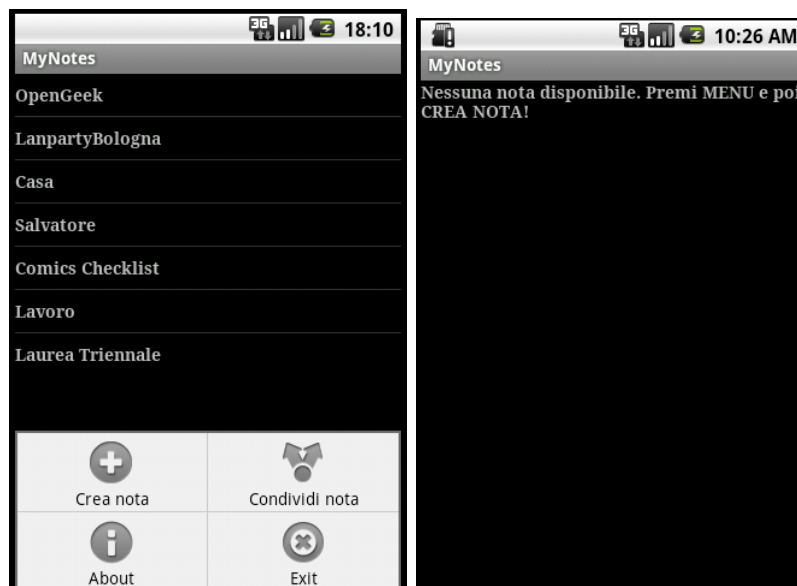 3G 18:10
MyNotes
OpenGeek
LanpartyBologna
Casa
Salvatore
Comics Checklist
Lavoro
Laurea Triennale
Crea nota
Condividi nota
About
Exit
3G 10:26 AM
MyNotes
Nessuna nota disponibile. Premi MENU e poi
CREA NOTA!